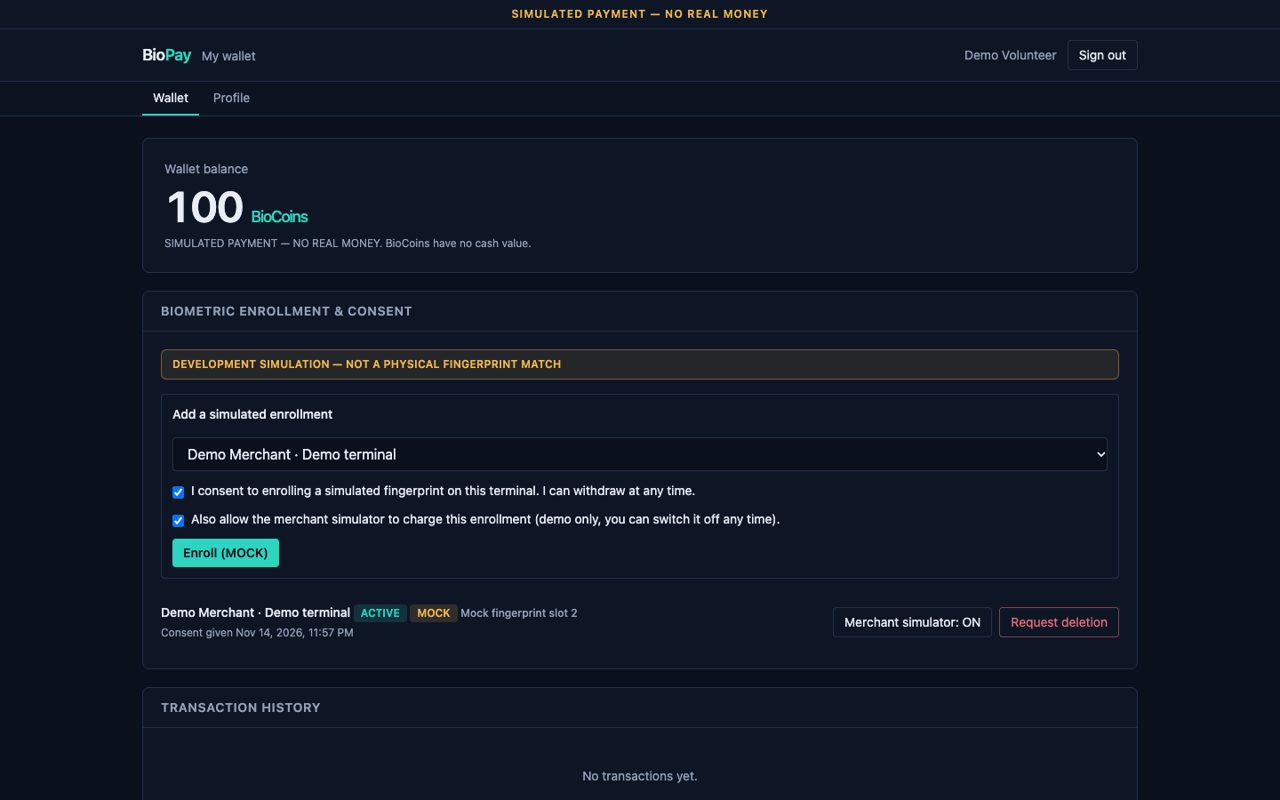 SIMULATED PAYMENT — NO REAL MONEY
BioPay My wallet Demo Volunteer Sign out
Wallet Profile
Wallet balance
100 BioCoins
SIMULATED PAYMENT — NO REAL MONEY. BioCoins have no cash value.
BIOMETRIC ENROLLMENT & CONSENT
DEVELOPMENT SIMULATION — NOT A PHYSICAL FINGERPRINT MATCH
Add a simulated enrollment
Demo Merchant · Demo terminal
I consent to enrolling a simulated fingerprint on this terminal. I can withdraw at any time.
Also allow the merchant simulator to charge this enrollment (demo only, you can switch it off any time).
Enroll (MOCK)
Demo Merchant · Demo terminal ACTIVE MOCK Mock fingerprint slot 2
Consent given Nov 14, 2026, 11:57 PM
Merchant simulator: ON Request deletion
TRANSACTION HISTORY
No transactions yet.